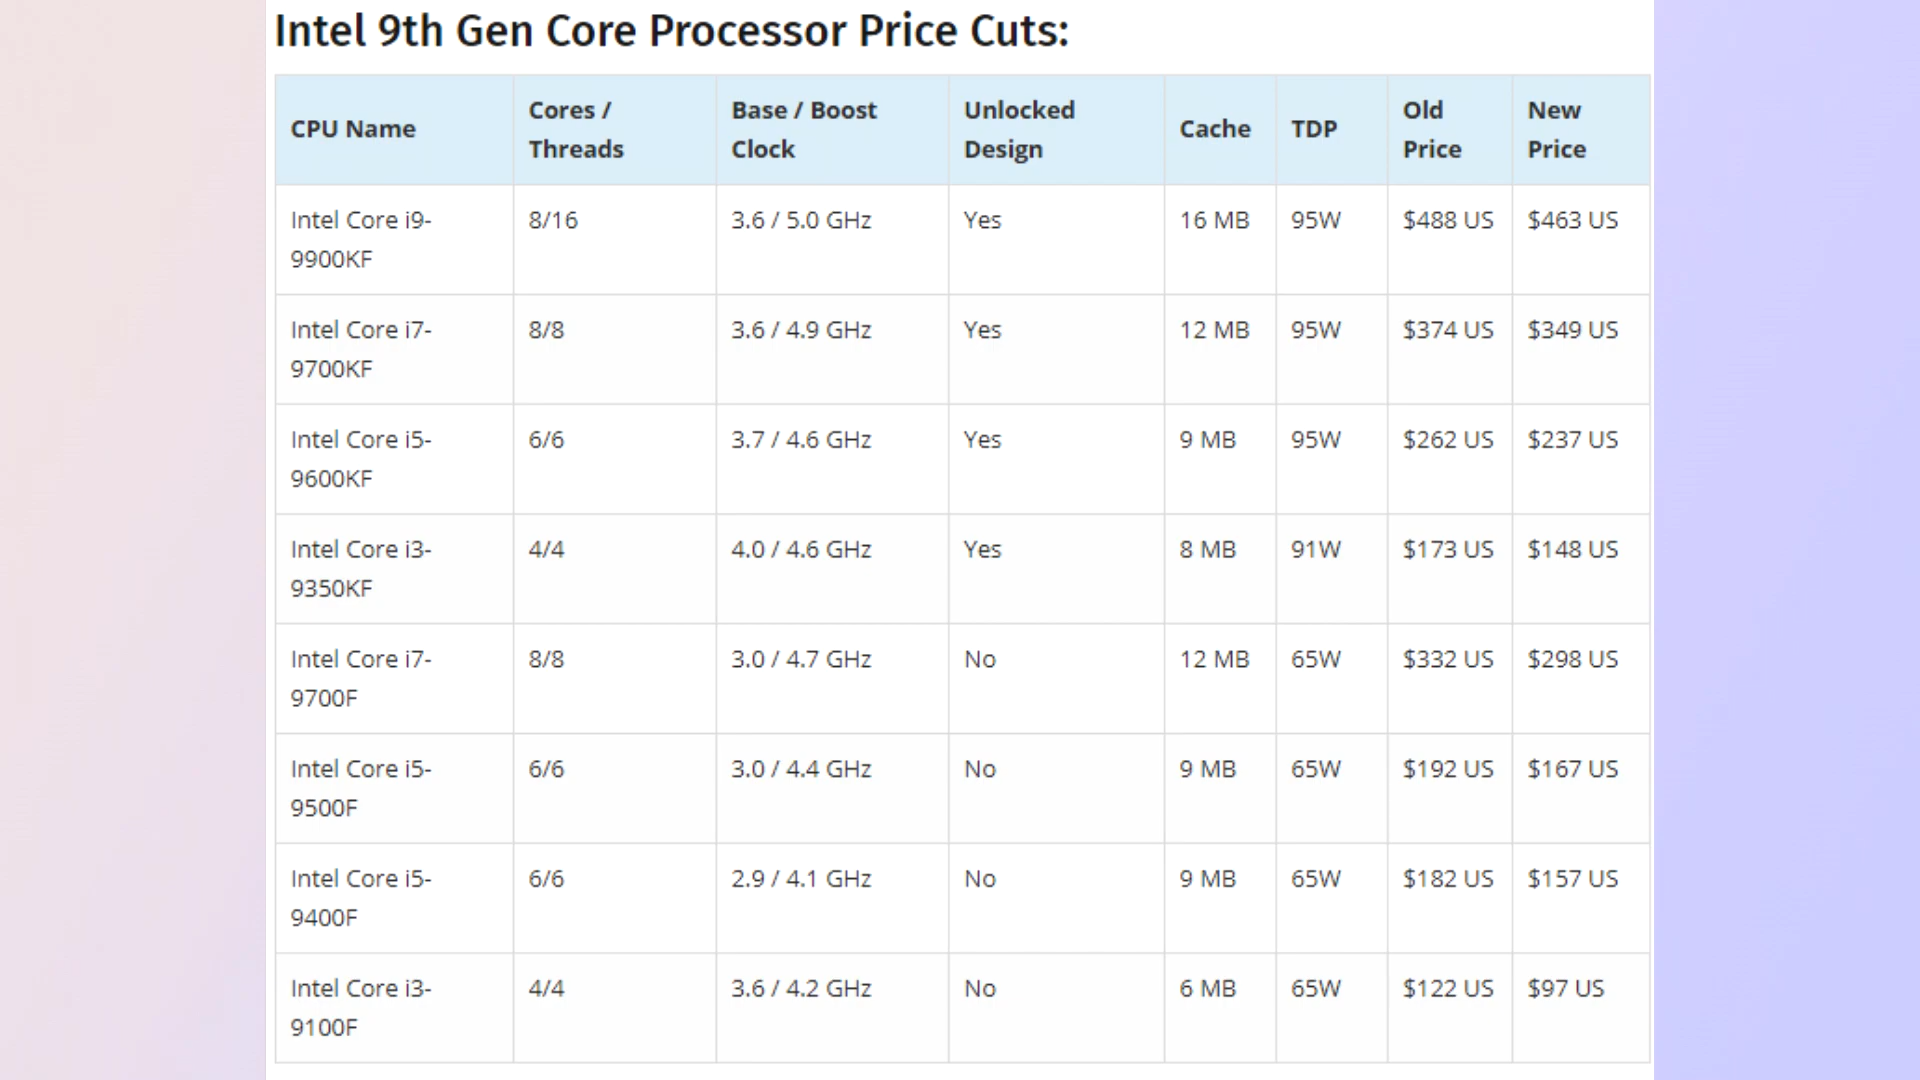 Intel 9th Gen Core Processor Price Cuts:
CPU Name
Cores /
Threads
Base / Boost
Clock
Unlocked
Design
Cache
TDP
Old
Price
New
Price
Intel Core i9-
9900KF
8/16
3.6 / 5.0 GHz
Yes
16 MB
95W
$488 US
$463 US
Intel Core i7-
9700KF
8/8
3.6 / 4.9 GHz
Yes
12 MB
95W
$374 US
$349 US
Intel Core i5-
9600KF
6/6
3.7 / 4.6 GHz
Yes
9 MB
95W
$262 US
$237 US
Intel Core i3-
9350KF
4/4
4.0 / 4.6 GHz
Yes
8 MB
91W
$173 US
$148 US
Intel Core i7-
9700F
8/8
3.0 / 4.7 GHz
No
12 MB
65W
$332 US
$298 US
Intel Core i5-
9500F
6/6
3.0 / 4.4 GHz
No
9 MB
65W
$192 US
$167 US
Intel Core i5-
9400F
6/6
2.9 / 4.1 GHz
No
9 MB
65W
$182 US
$157 US
Intel Core i3-
9100F
4/4
3.6 / 4.2 GHz
No
6 MB
65W
$122 US
$97 US